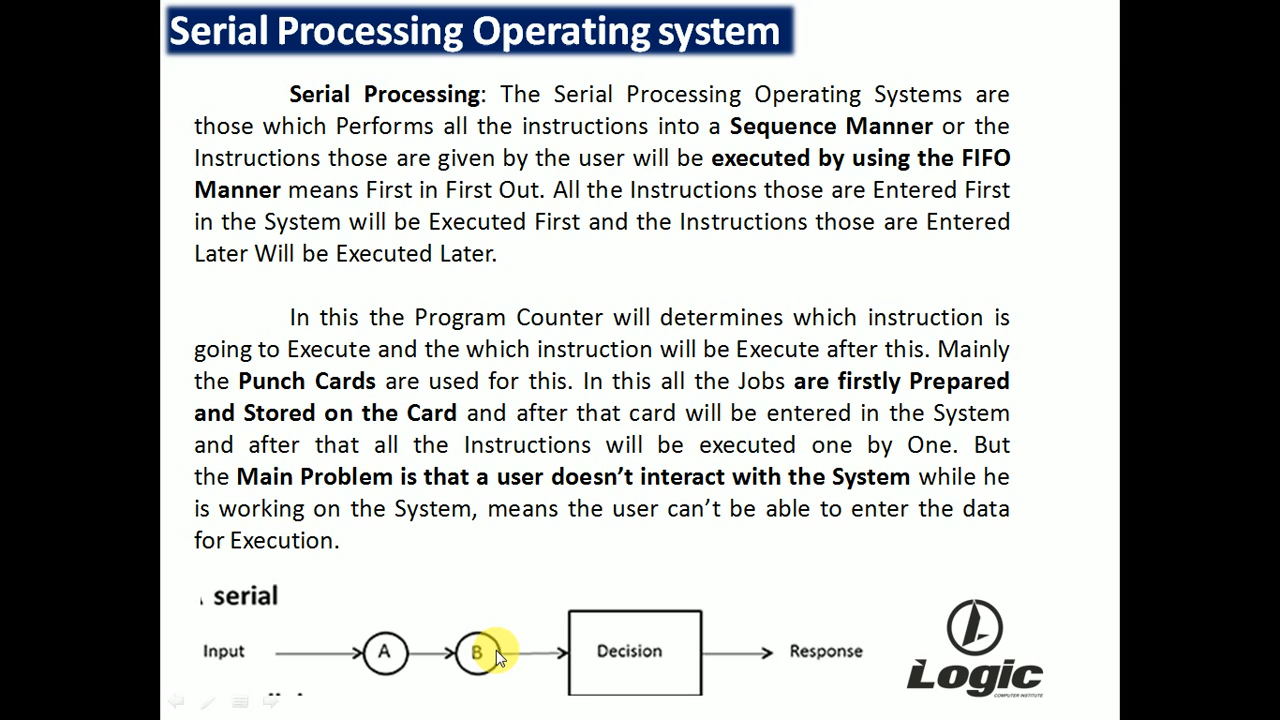 Serial Processing Operating system
Serial Processing: The Serial Processing Operating Systems are
those which Performs all the instructions into a Sequence Manner or the
Instructions those are given by the user will be executed by using the FIFO
Manner means First in First Out. All the Instructions those are Entered First
in the System will be Executed First and the Instructions those are Entered
Later Will be Executed Later.
In this the Program Counter will determines which instruction is
going to Execute and the which instruction will be Execute after this. Mainly
the Punch Cards are used for this. In this all the Jobs are firstly Prepared
and Stored on the Card and after that card will be entered in the System
and after that all the Instructions will be executed one by One. But
the Main Problem is that a user doesn’t interact with the System while he
is working on the System, means the user can’t be able to enter the data
for Execution.
serial
Input A B Decision Response
Logic
COMPUTER INSTITUTE